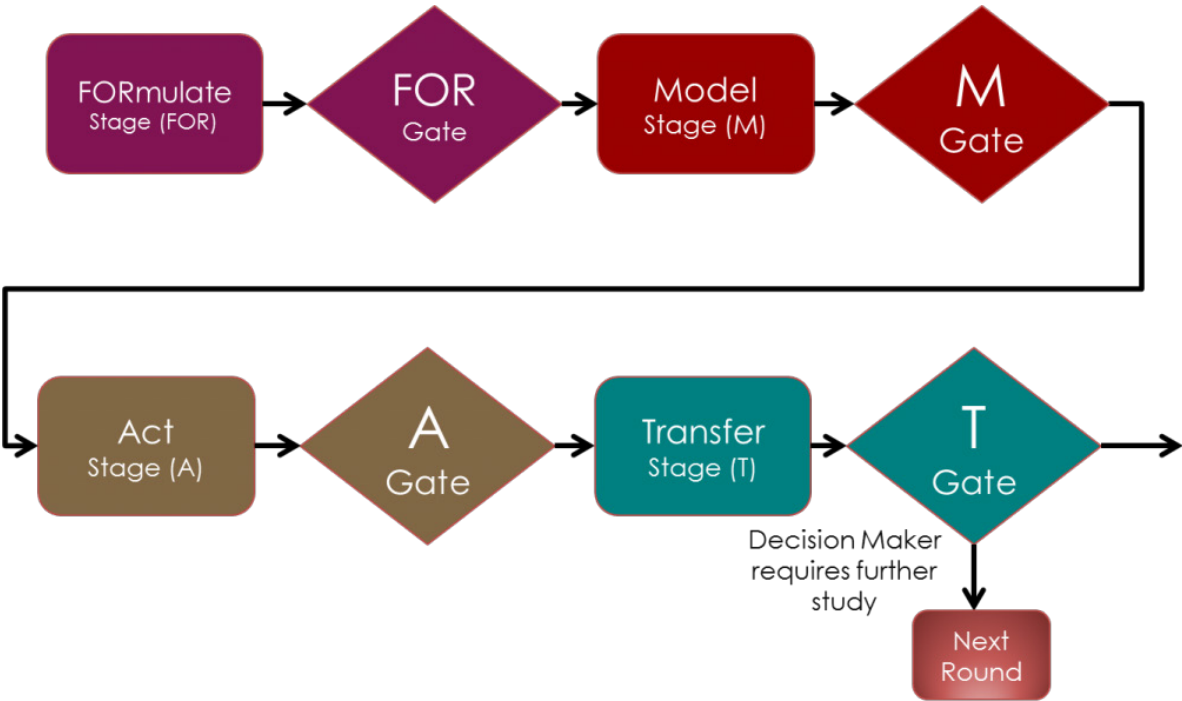 FORmulate
Stage (FOR)
FOR
Gate
Model
Stage (M)
M
Gate
Act
Stage (A)
A
Gate
Transfer
Stage (T)
T
Gate
Decision Maker
requires further
study
Next
Round